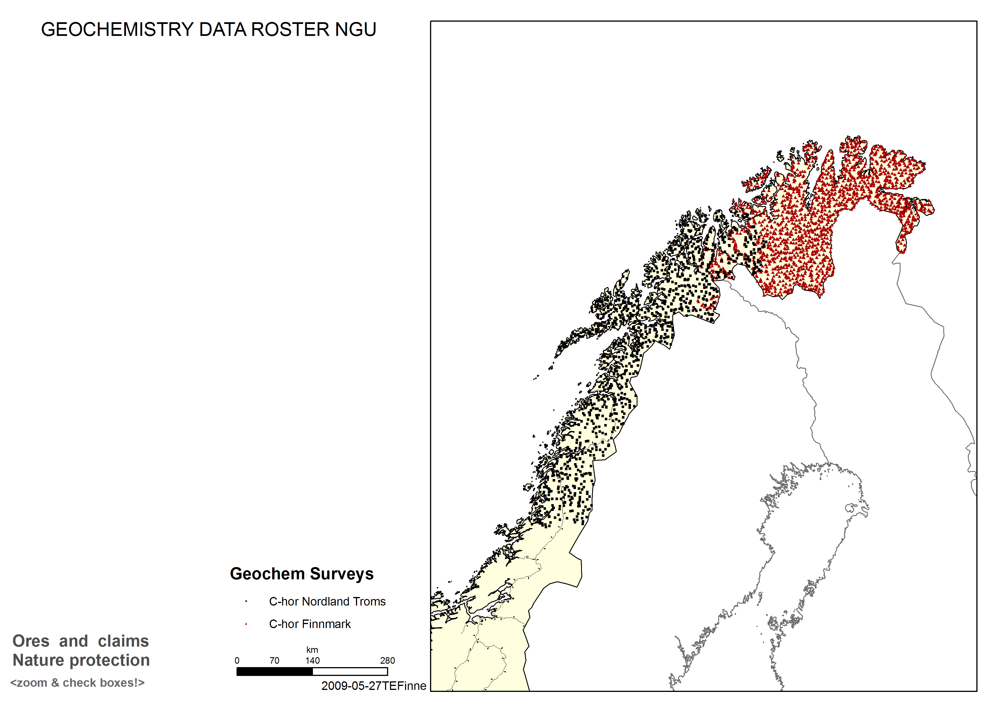 GEOCHEMISTRY DATA ROSTER NGU
Geochem Surveys
C-hor Nordland Troms
C-hor Finnmark
Ores and claims
Nature protection
<zoom & check boxes!>
km
0 70 140 280
2009-05-27TEFinne